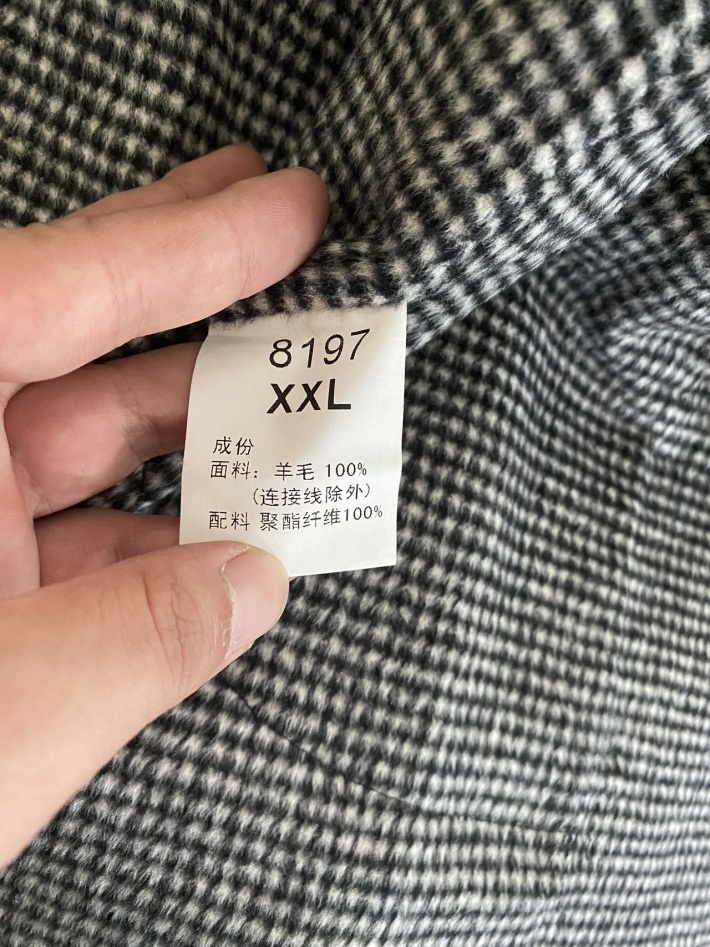 8197
XXL
成份
面料：羊毛 100%
（连接线除外）
配料 聚酯纤维100%